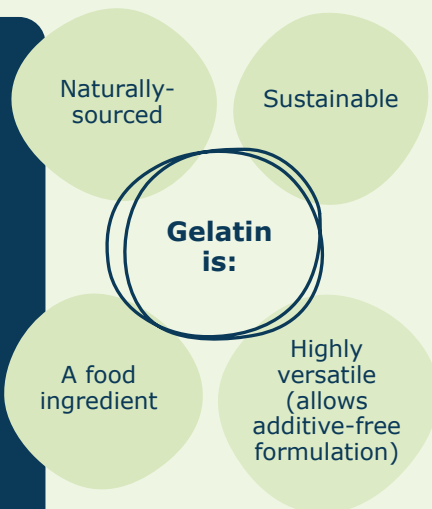 Naturally-
sourced
Sustainable
Gelatin
is:
A food
ingredient
Highly
versatile
(allows
additive-free
formulation)